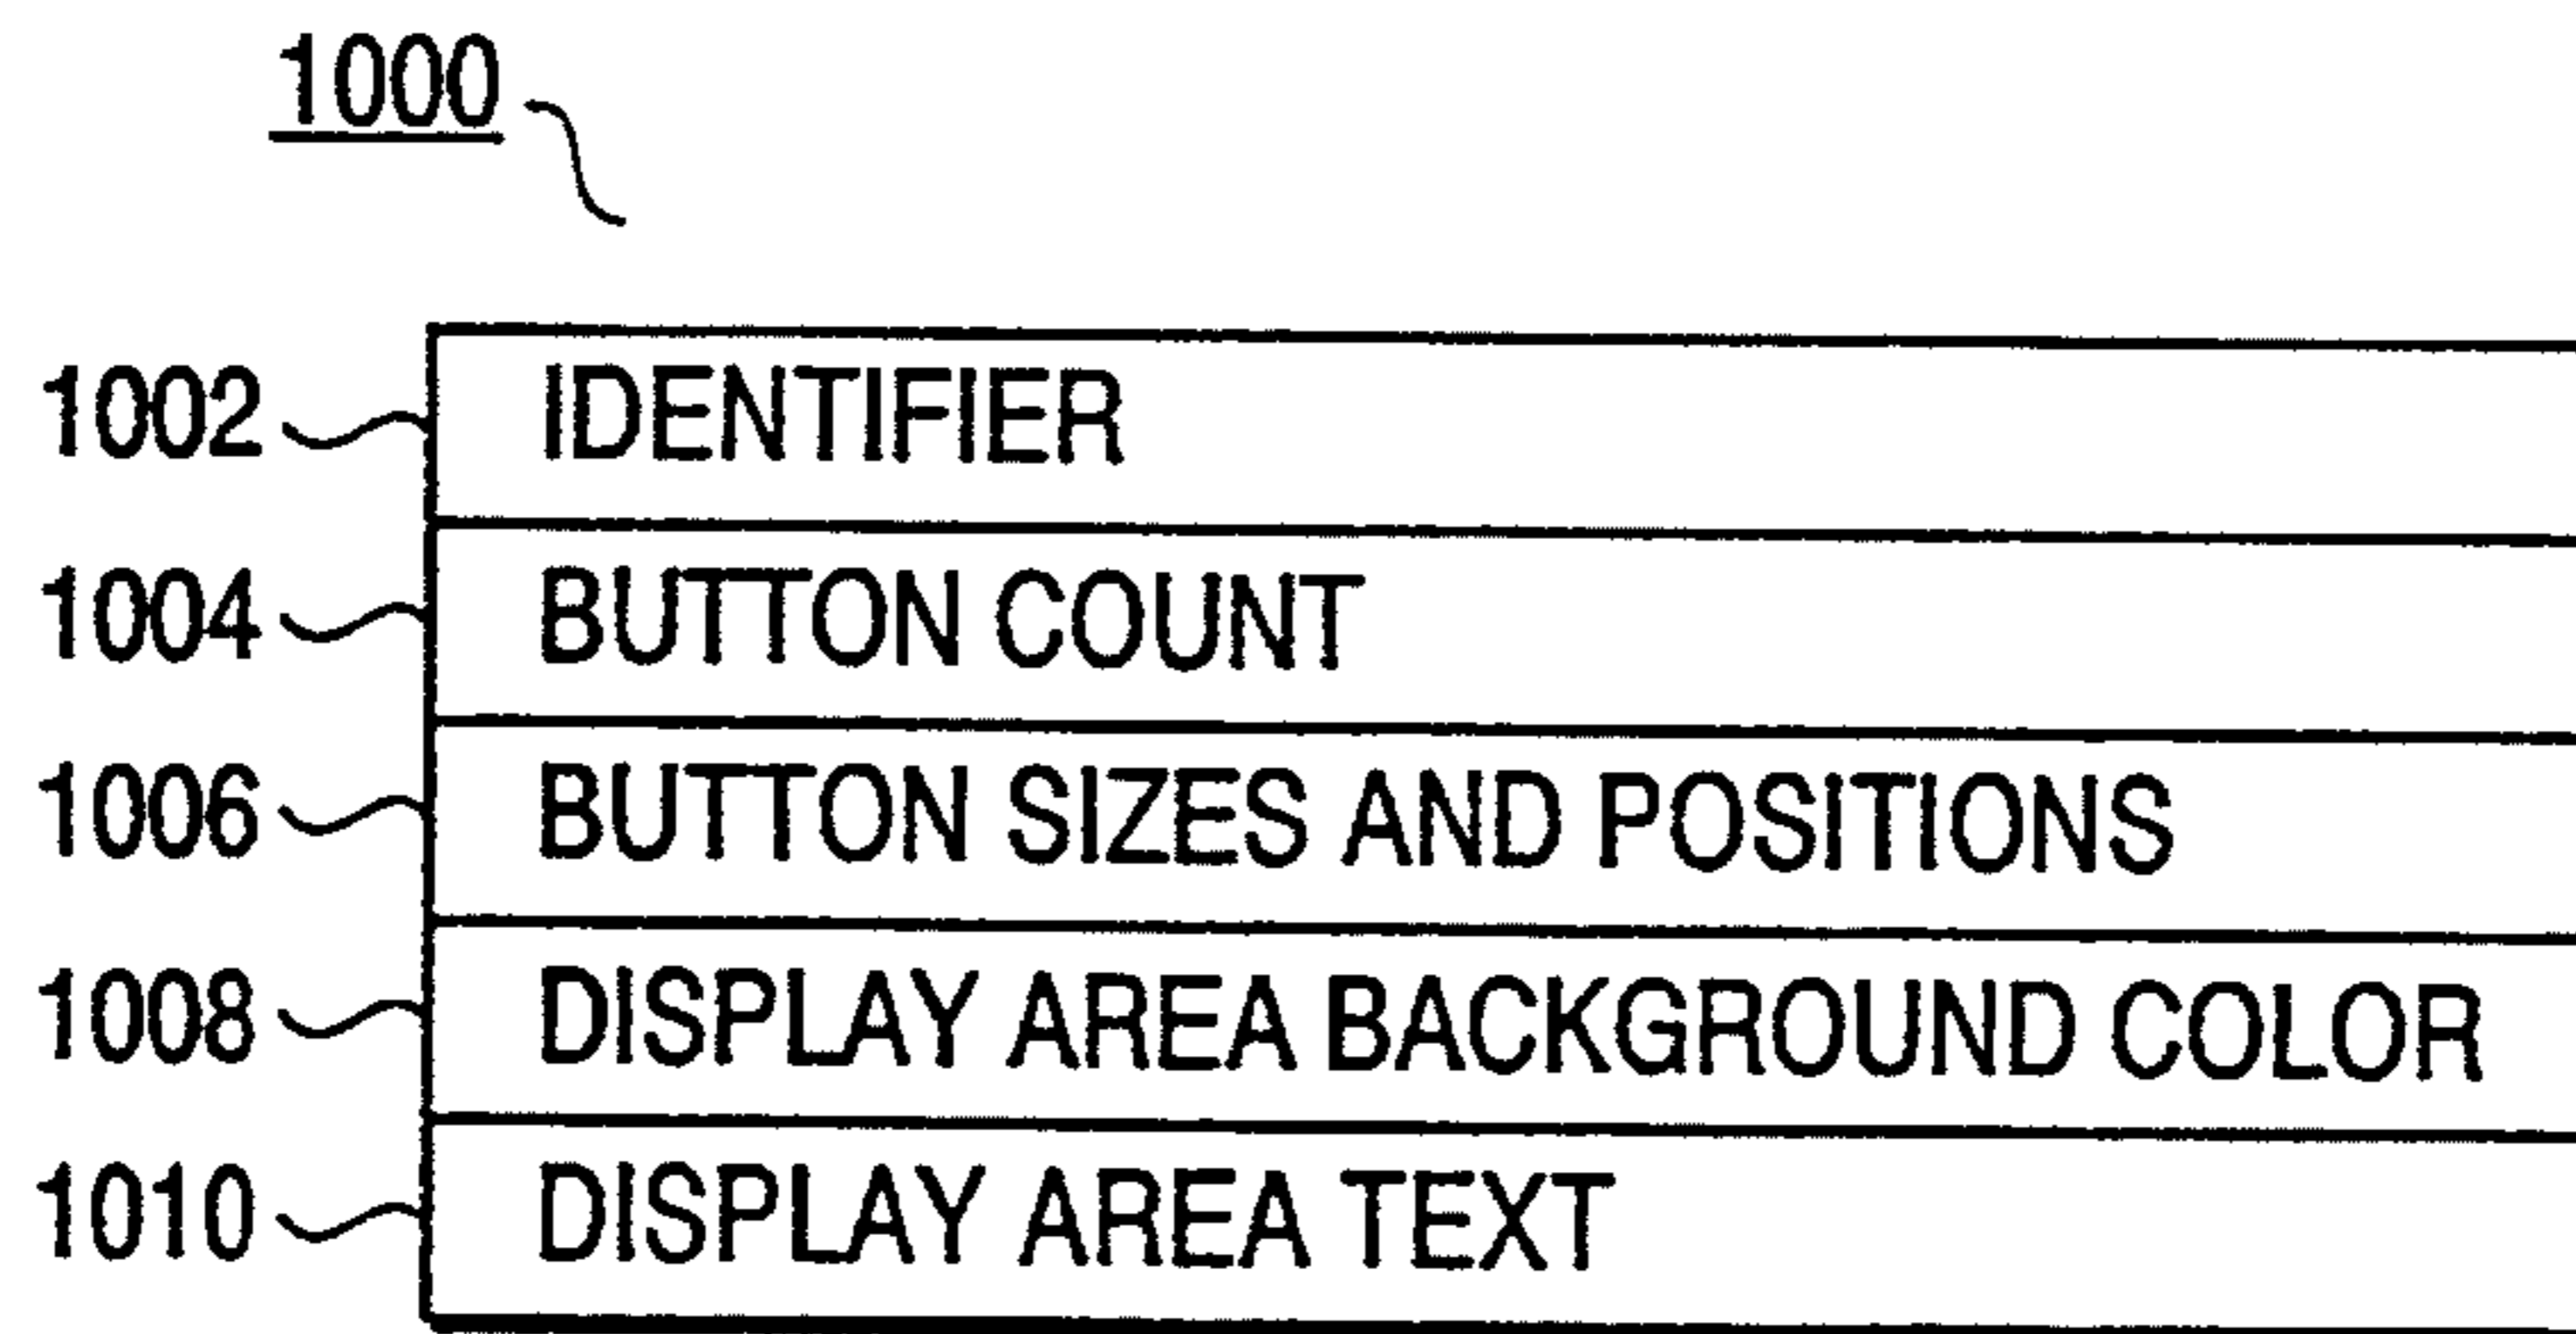 1000
1002 IDENTIFIER
1004 BUTTON COUNT
1006 BUTTON SIZES AND POSITIONS
1008 DISPLAY AREA BACKGROUND COLOR
1010 DISPLAY AREA TEXT